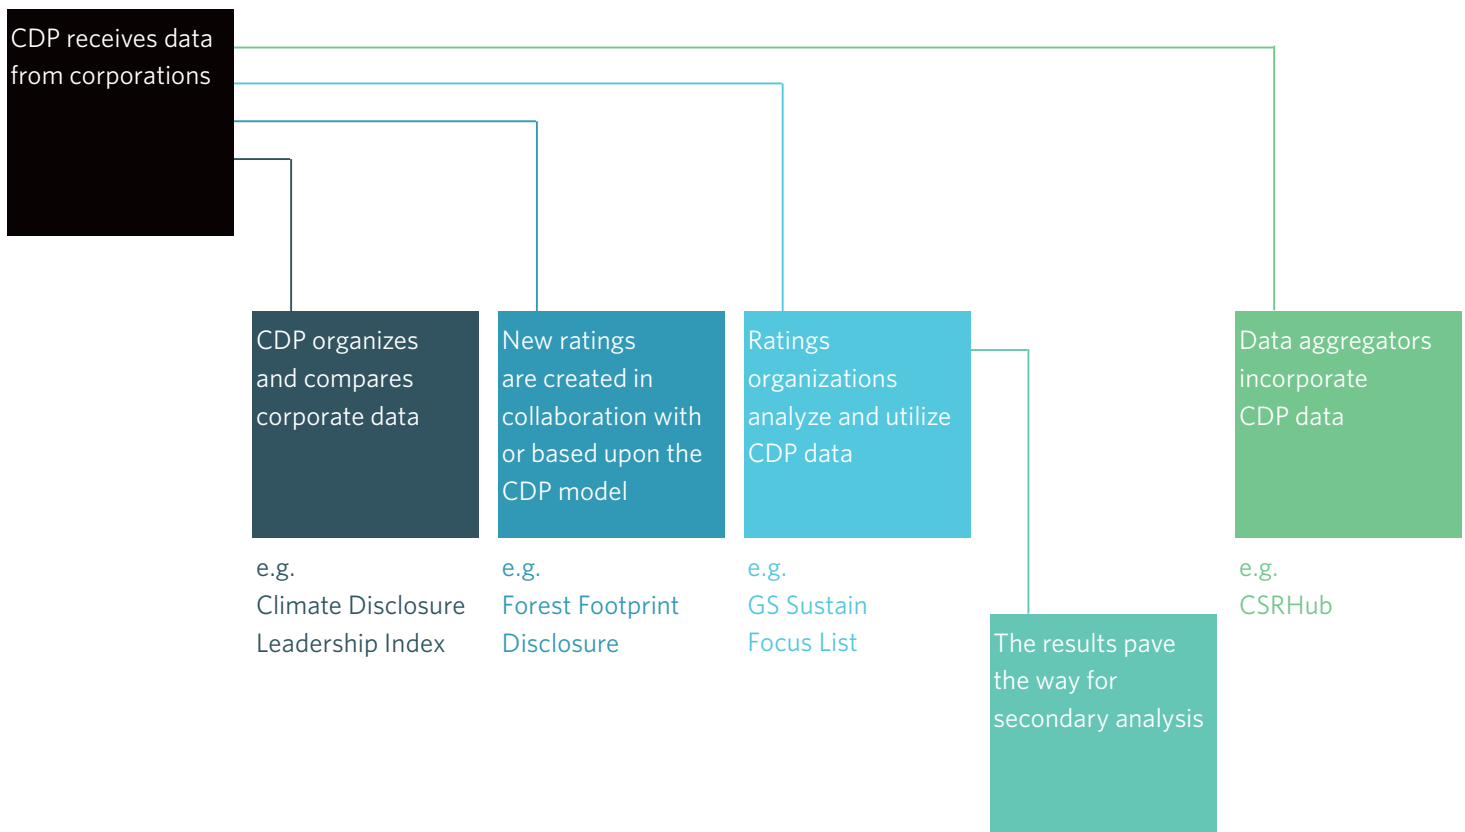 CDP receives data
from corporations
CDP organizes
and compares
corporate data
e.g.
Climate Disclosure
Leadership Index
New ratings
are created in
collaboration with
or based upon the
CDP model
e.g.
Forest Footprint
Disclosure
Ratings
organizations
analyze and utilize
CDP data
e.g.
GS Sustain
Focus List
The results pave
the way for
secondary analysis
Data aggregators
incorporate
CDP data
e.g.
CSRHub